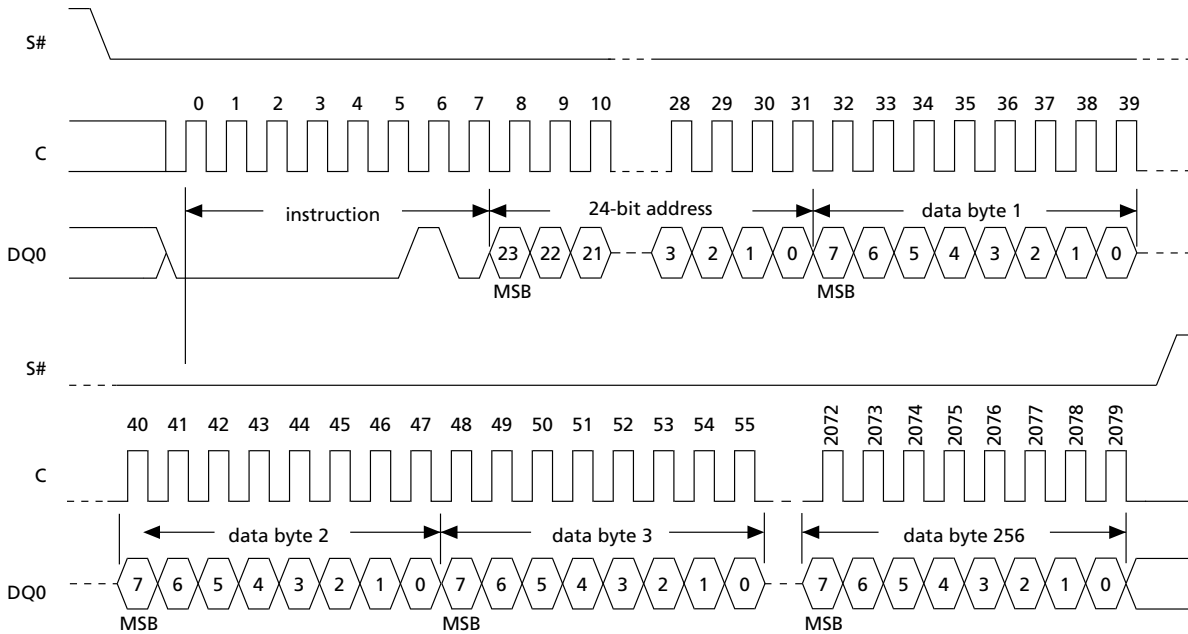 S#
0 1 2 3 4 5 6 7 8 9 10 28 29 30 31 32 33 34 35 36 37 38 39
C
instruction 24-bit address data byte 1
DQ0 23 22 21 3 2 1 0 7 6 5 4 3 2 1 0
MSB MSB
S#
40 41 42 43 44 45 46 47 48 49 50 51 52 53 54 55 2072 2073 2074 2075 2076 2077 2078 2079
C
data byte 2 data byte 3 data byte 256
DQ0 7 6 5 4 3 2 1 0 7 6 5 4 3 2 1 0 7 6 5 4 3 2 1 0
MSB MSB MSB